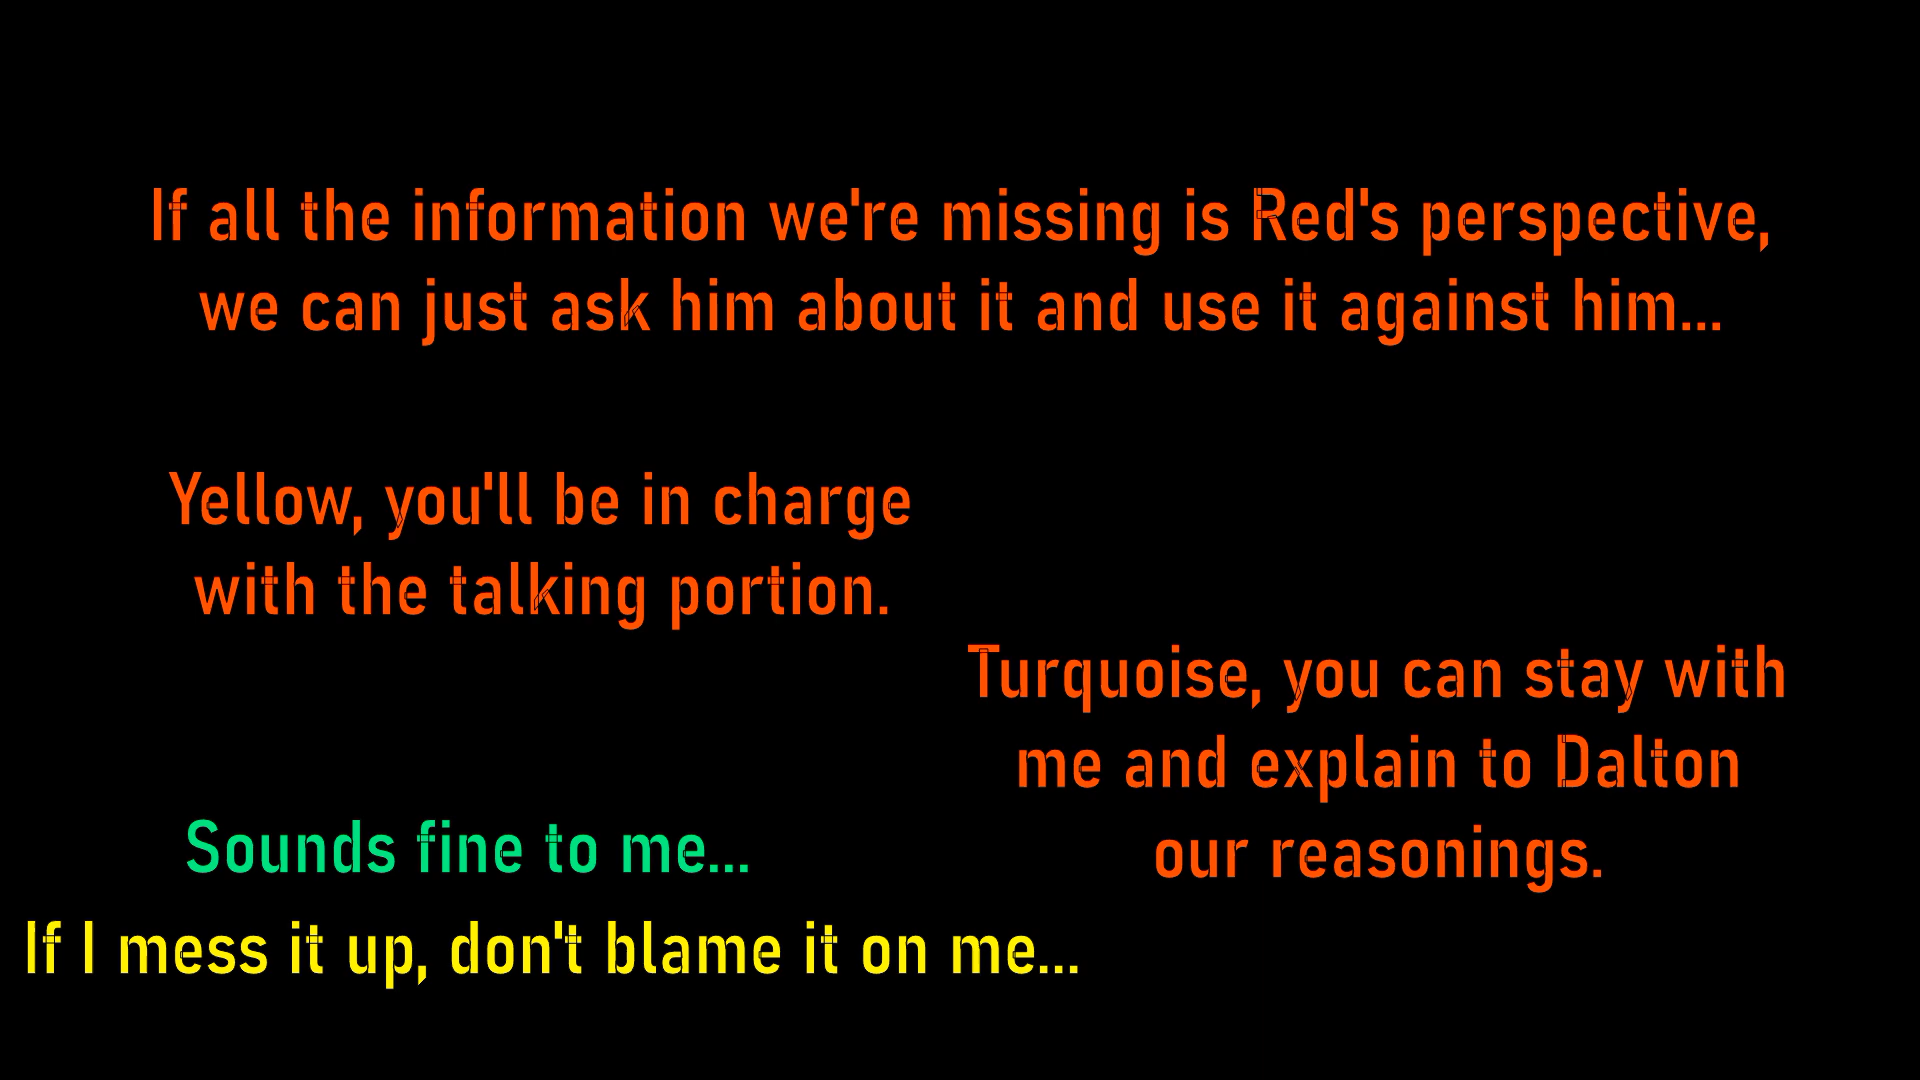 If all the information we're missing is Red's perspective,
we can just ask him about it and use it against him...
Yellow, you'll be in charge
with the talking portion.
Turquoise, you can stay with
me and explain to Dalton
our reasonings.
Sounds fine to me...
If I mess it up, don't blame it on me...